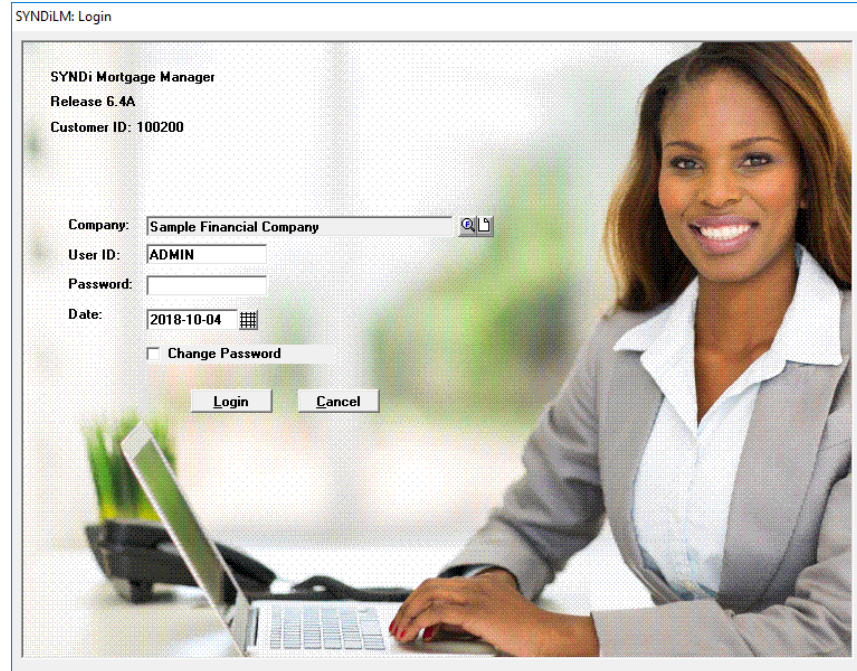 SYNDiLM: Login
SYNDi Mortgage Manager
Release 6.4A
Customer ID: 100200
Company: Sample Financial Company
User ID: ADMIN
Password:
Date: 2018-10-04
Change Password
Login Cancel